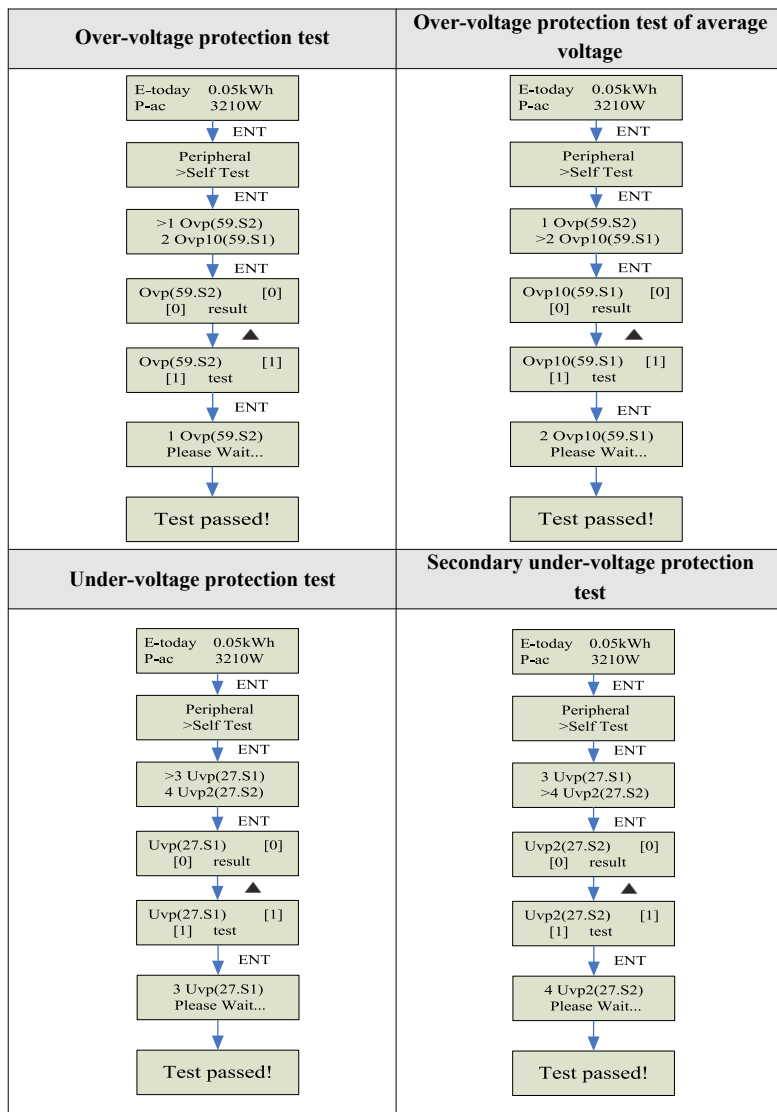 Over-voltage protection test
E-today 0.05kWh
P-ac 3210W
ENT
Peripheral
>Self Test
ENT
>1 Ovp(59.S2)
2 Ovp10(59.S1)
ENT
Ovp(59.S2) [0]
[0] result
▲
Ovp(59.S2) [1]
[1] test
ENT
1 Ovp(59.S2)
Please Wait...
Test passed!
Over-voltage protection test of average
voltage
E-today 0.05kWh
P-ac 3210W
ENT
Peripheral
>Self Test
ENT
1 Ovp(59.S2)
>2 Ovp10(59.S1)
ENT
Ovp10(59.S1) [0]
[0] result
▲
Ovp10(59.S1) [1]
[1] test
ENT
2 Ovp10(59.S1)
Please Wait...
Test passed!
Under-voltage protection test
E-today 0.05kWh
P-ac 3210W
ENT
Peripheral
>Self Test
ENT
>3 Uvp(27.S1)
4 Uvp2(27.S2)
ENT
Uvp(27.S1) [0]
[0] result
▲
Uvp(27.S1) [1]
[1] test
ENT
3 Uvp(27.S1)
Please Wait...
Test passed!
Secondary under-voltage protection
test
E-today 0.05kWh
P-ac 3210W
ENT
Peripheral
>Self Test
ENT
3 Uvp(27.S1)
>4 Uvp2(27.S2)
ENT
Uvp2(27.S2) [0]
[0] result
▲
Uvp2(27.S2) [1]
[1] test
ENT
4 Uvp2(27.S2)
Please Wait...
Test passed!